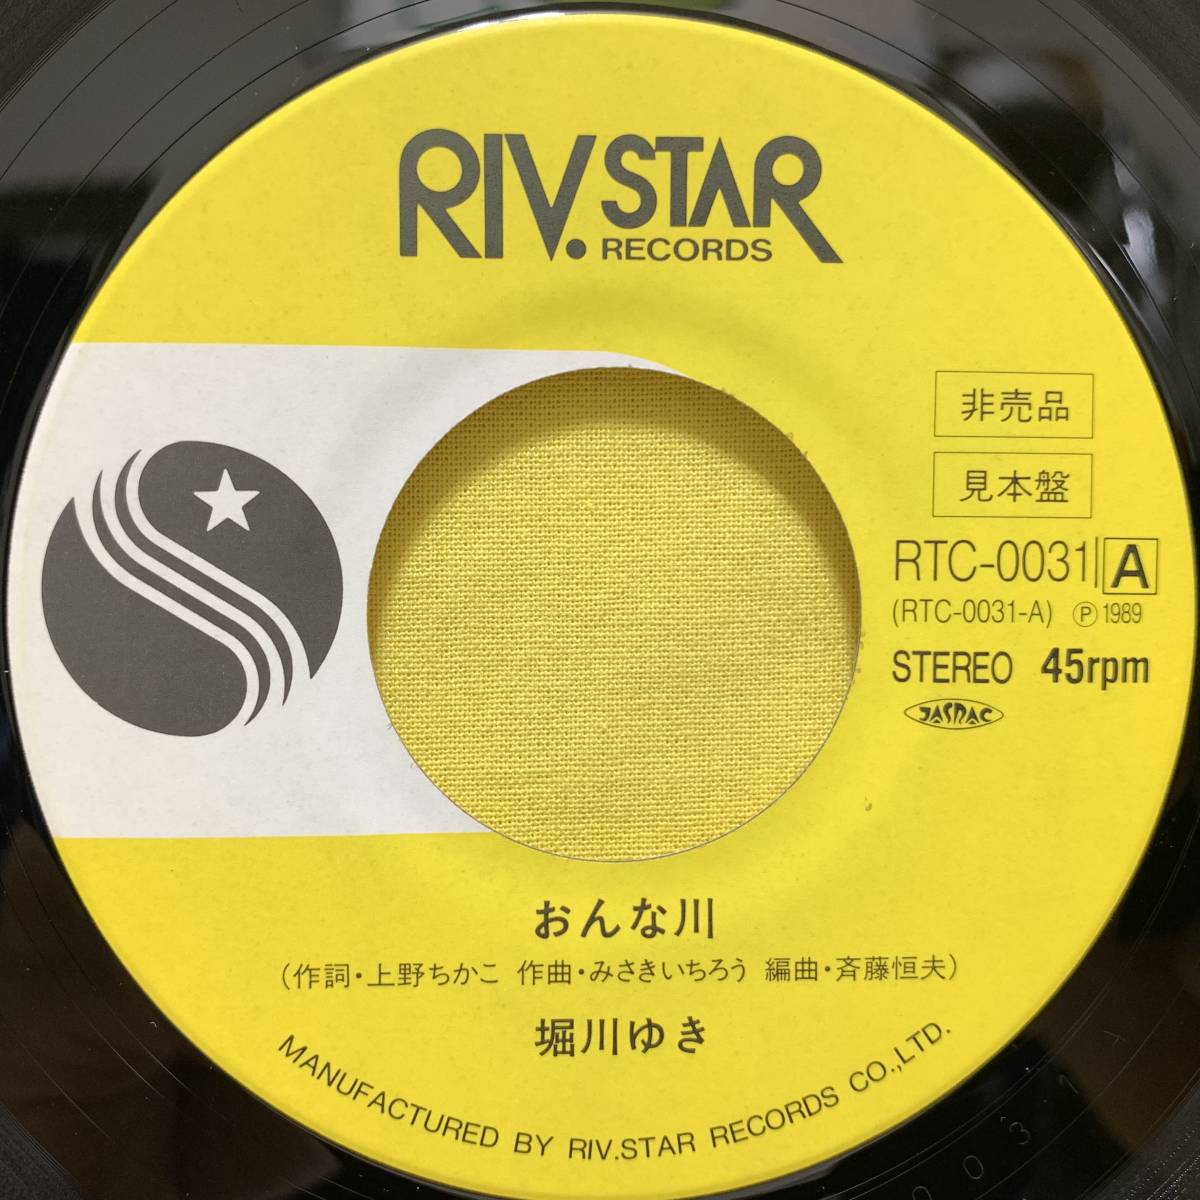 RIV.STAR
RECORDS
非売品
見本盤
RTC-0031 A
(RTC-0031-A) Ⓟ 1989
STEREO 45rpm
JASRAC
おんな川
(作詞・上野ちかこ 作曲・みさきいちろう 編曲・斉藤恒夫)
堀川ゆき
MANUFACTURED BY RIV.STAR RECORDS CO.,LTD.